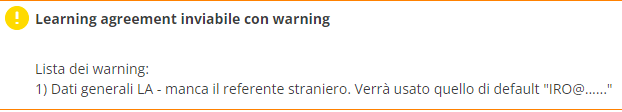 Learning agreement inviabile con warning
Lista dei warning:
1) Dati generali LA - manca il referente straniero. Verrà usato quello di default "IRO@......"